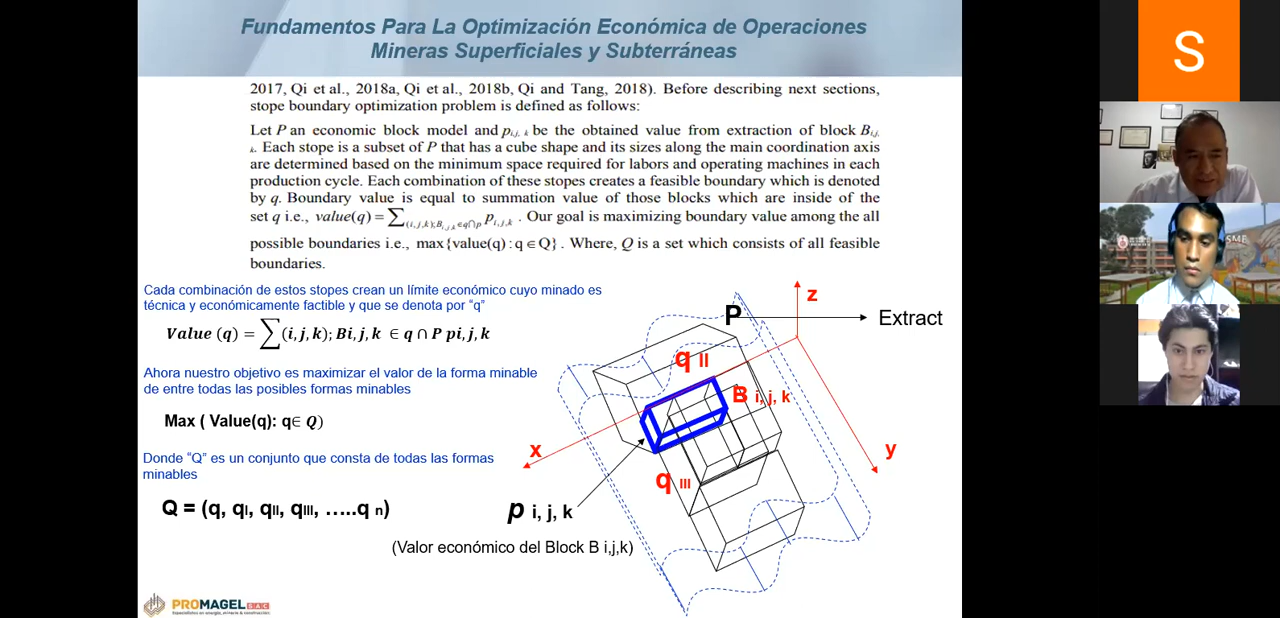 Fundamentos Para La Optimización Económica de Operaciones
Mineras Superficiales y Subterráneas
2017, Qi et al., 2018a, Qi et al., 2018b, Qi and Tang, 2018). Before describing next sections,
stope boundary optimization problem is defined as follows:
Let P an economic block model and p i,j, k be the obtained value from extraction of block B i,j,
k. Each stope is a subset of P that has a cube shape and its sizes along the main coordination axis
are determined based on the minimum space required for labors and operating machines in each
production cycle. Each combination of these stopes creates a feasible boundary which is denoted
by q. Boundary value is equal to summation value of those blocks which are inside of the
set q i.e., value(q) = ∑(i,j,k);B i,j,k ∈q∩p p i,j,k . Our goal is maximizing boundary value among the all
possible boundaries i.e., max{value(q) : q ∈ Q} . Where, Q is a set which consists of all feasible
boundaries.
Cada combinación de estos stopes crean un límite económico cuyo minado es
técnica y económicamente factible y que se denota por “q”
Value (q) = ∑(i, j, k); Bi, j, k ∈ q ∩ P pi, j, k
Ahora nuestro objetivo es maximizar el valor de la forma minable
de entre todas las posibles formas minables
Max ( Value(q): q∈ Q)
Donde “Q” es un conjunto que consta de todas las formas
minables
Q = (q, qI, qII, qIII, …..q n)
z
P
Extract
q II
B i, j, k
x
y
q III
p i, j, k
(Valor económico del Block B i,j,k)
PROMAGEL S.A.C
Especialistas en energía, minería & construcción
S
SME